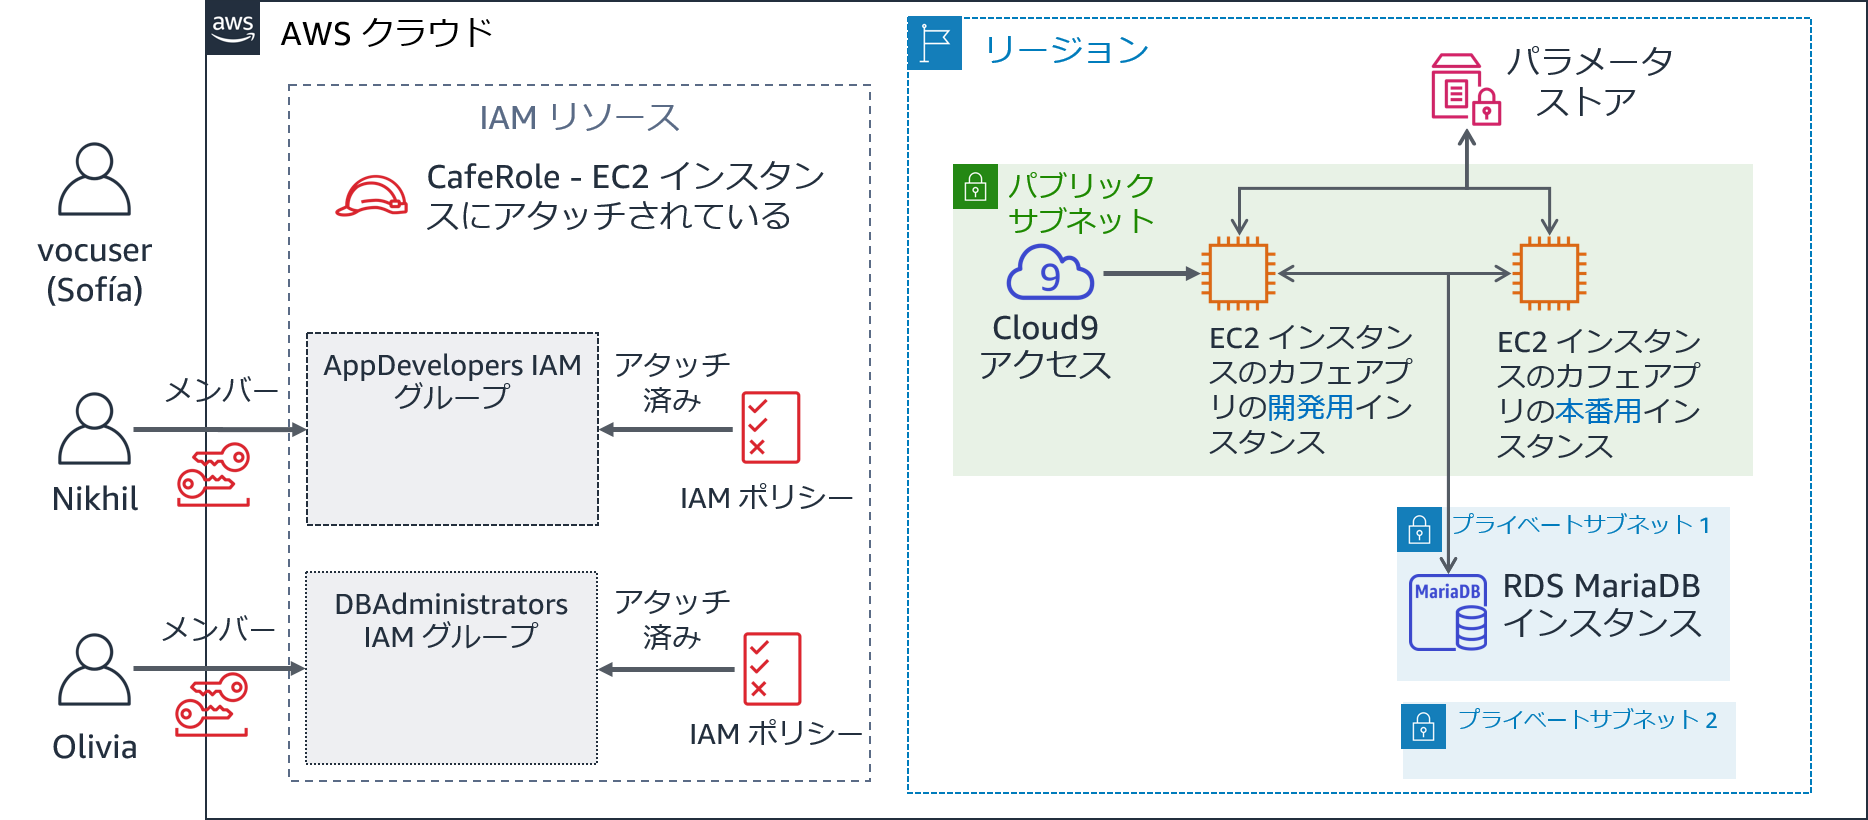 aws
AWS クラウド
リージョン
パラメータ
ストア
IAM リソース
CafeRole - EC2 インスタン
スにアタッチされている
vocuser
(Sofía)
パブリック
サブネット
9
Cloud9
アクセス
EC2 インスタン
スのカフェアプ
リの開発用イン
スタンス
EC2 インスタン
スのカフェアプ
リの本番用イン
スタンス
メンバー
Nikhil
AppDevelopers IAM
グループ
アタッチ
済み
IAM ポリシー
メンバー
Olivia
DBAdministrators
IAM グループ
アタッチ
済み
IAM ポリシー
プライベートサブネット 1
MariaDB
RDS MariaDB
インスタンス
プライベートサブネット 2